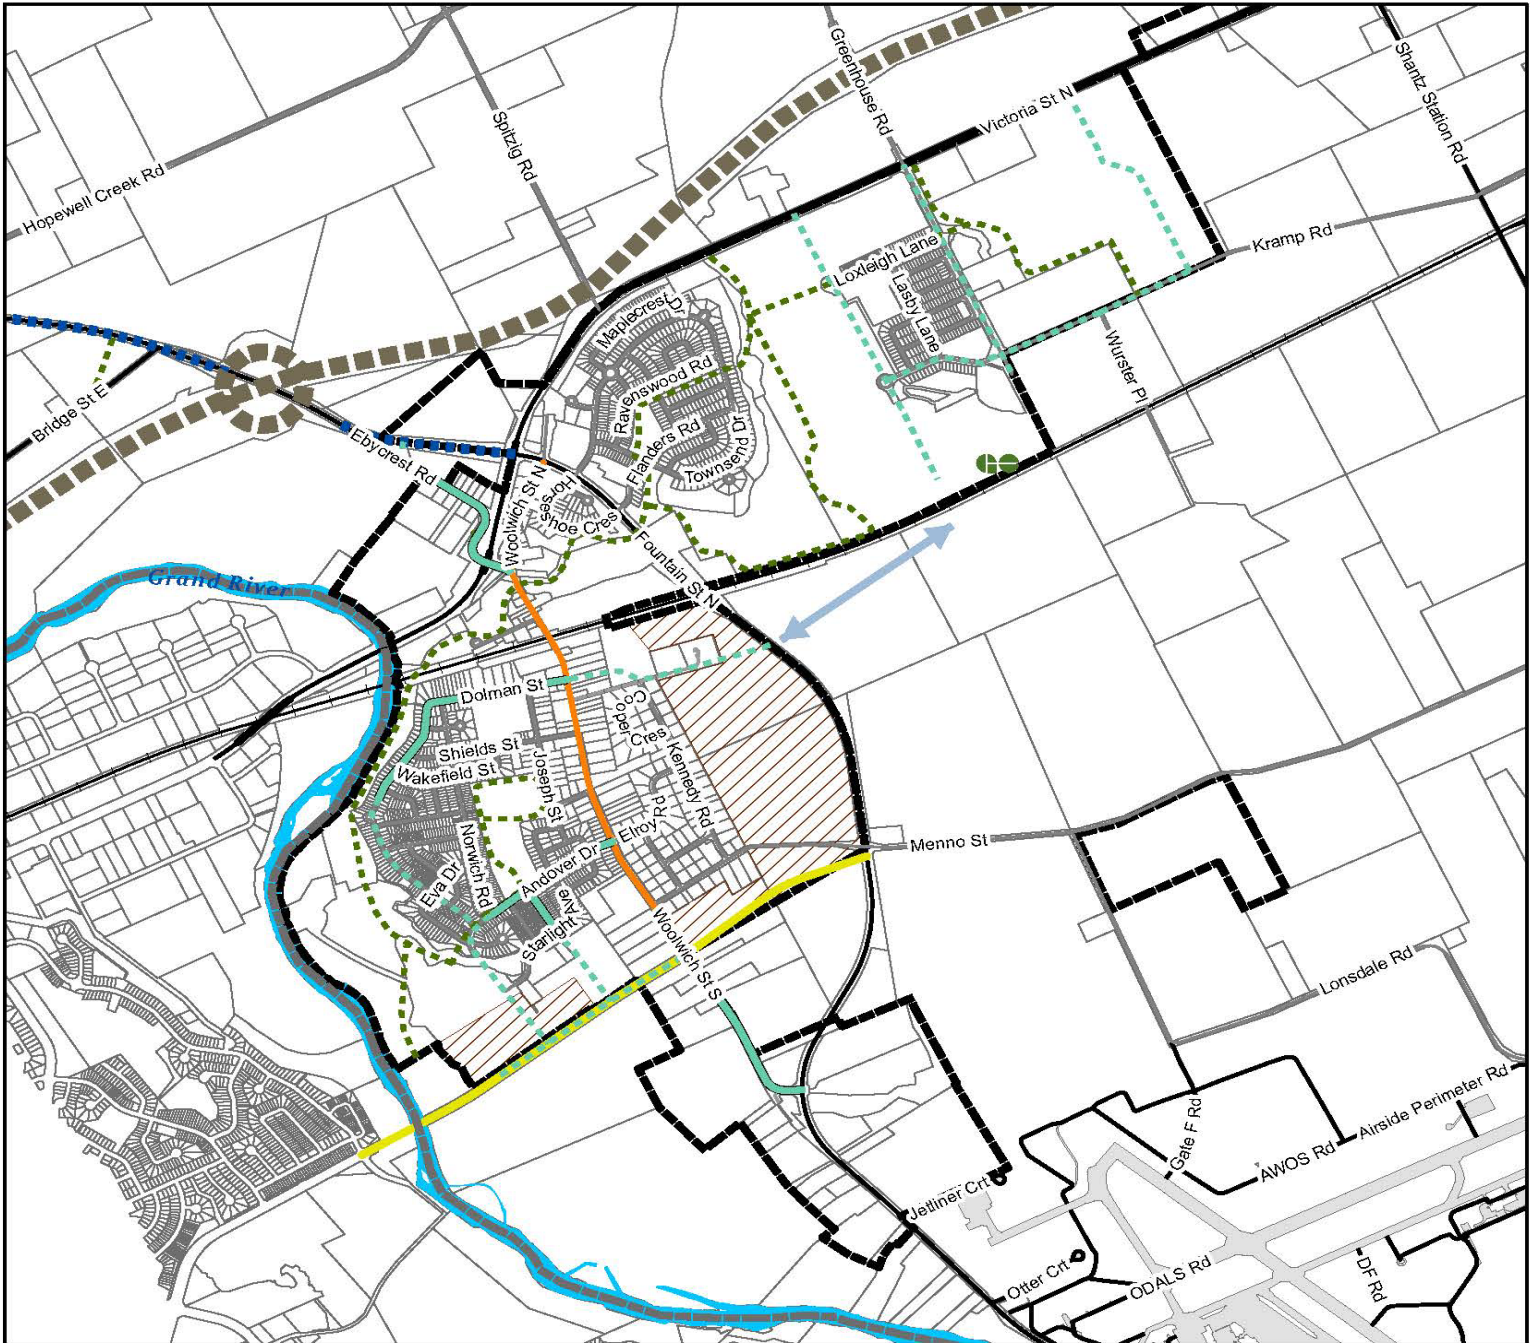 Greenhouse Rd
Shantz Station Rd
Victoria St N
Spitzig Rd
Hopewell Creek Rd
Kramp Rd
Loxleigh Lane
Lasby Lane
Maplecrest Dr
Wurster Pl
Ravenswood Rd
Bridge St E
Flanders Rd
Townsend Dr
Ebycrest Rd
Woolwich St N
Horseshoe Cres
Fountain St N
Grand River
Dolman St
Cooper Cres
Shields St
Kennedy Rd
Wakefield St
Joseph St
Elroy Rd
Menno St
Norwich Rd
Andover Dr
Eva Dr
Starlight Ave
Woolwich St S
Lonsdale Rd
Airside Perimeter Rd
Gate F Rd
AWOS Rd
Jetliner Crt
Otter Crt
ODALS Rd
DF Rd